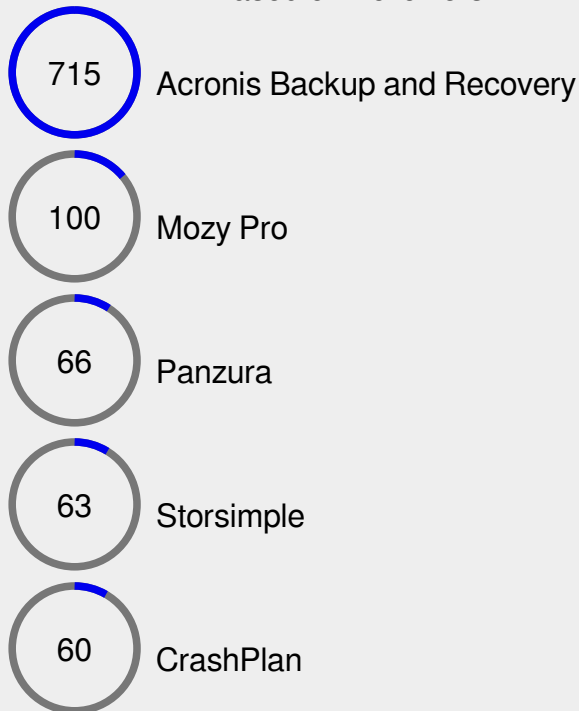 715
Acronis Backup and Recovery
100
Mozy Pro
66
Panzura
63
Storsimple
60
CrashPlan